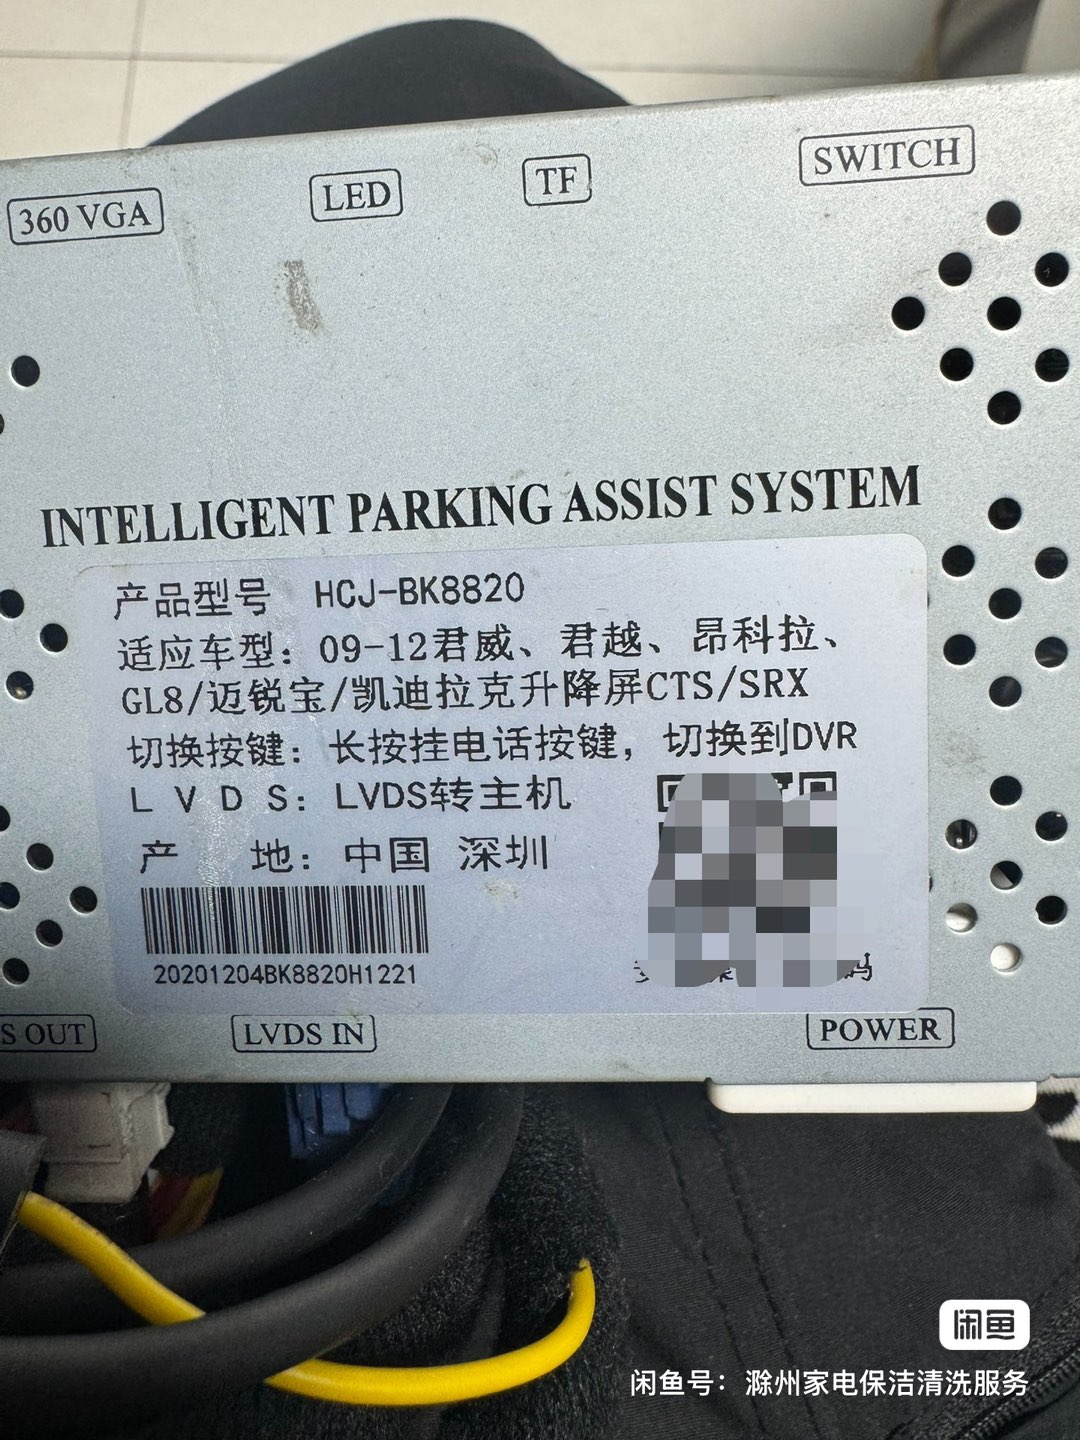 360 VGA
LED
TF
SWITCH
INTELLIGENT PARKING ASSIST SYSTEM
产品型号 HCJ-BK8820
适应车型：09-12君威、君越、昂科拉、
GL8/迈锐宝/凯迪拉克升降屏CTS/SRX
切换按键：长按挂电话按键，切换到DVR
L V D S：LVDS转主机
产 地：中国 深圳
20201204BK8820H1221
码
S OUT
LVDS IN
POWER
闲鱼
闲鱼号：滁州家电保洁清洗服务